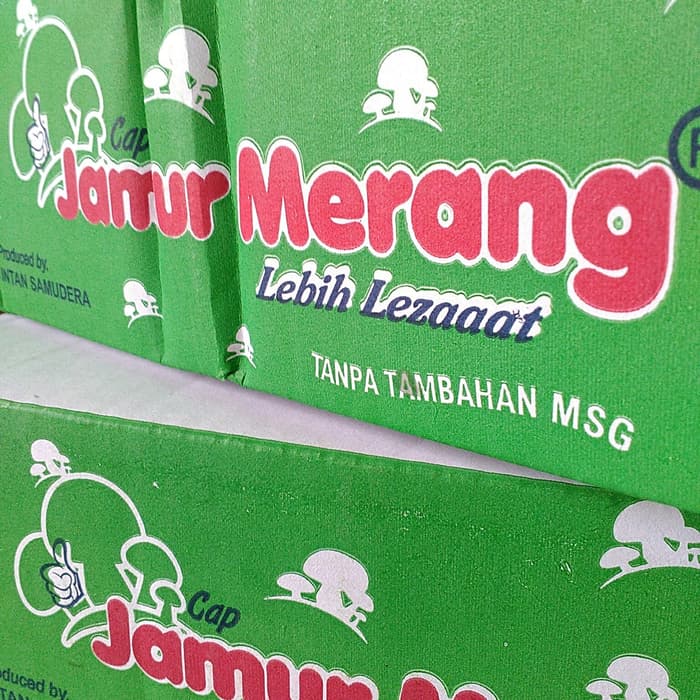 Cap
Jamur Merang
Lebih Lezaaat
TANPA TAMBAHAN MSG
Produced by.
INTAN SAMUDERA
Cap
Jamur